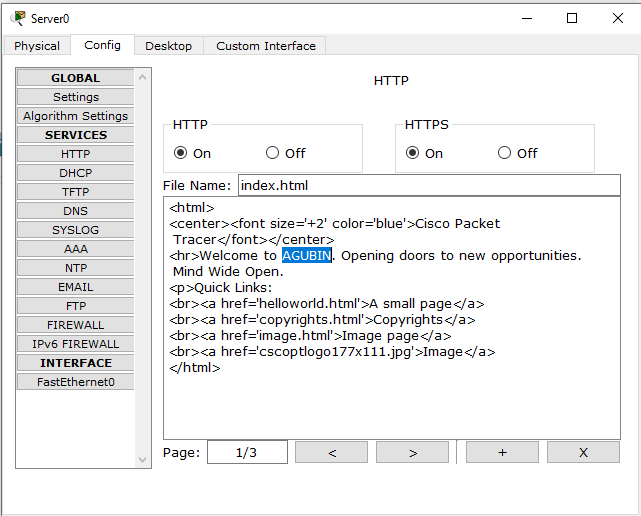 Server0
Physical Config Desktop Custom Interface
GLOBAL
Settings
Algorithm Settings
SERVICES
HTTP
DHCP
TFTP
DNS
SYSLOG
AAA
NTP
EMAIL
FTP
FIREWALL
IPv6 FIREWALL
INTERFACE
FastEthernet0
HTTP
HTTP
On Off
HTTPS
On Off
File Name: index.html
<html>
<center><font size='+2' color='blue'>Cisco Packet
Tracer</font></center>
<hr>Welcome to AGUBIN. Opening doors to new opportunities.
Mind Wide Open.
<p>Quick Links:
<br><a href='helloworld.html'>A small page</a>
<br><a href='copyrights.html'>Copyrights</a>
<br><a href='image.html'>Image page</a>
<br><a href='cscoptlogo177x111.jpg'>Image</a>
</html>
Page: 1/3 < > + X